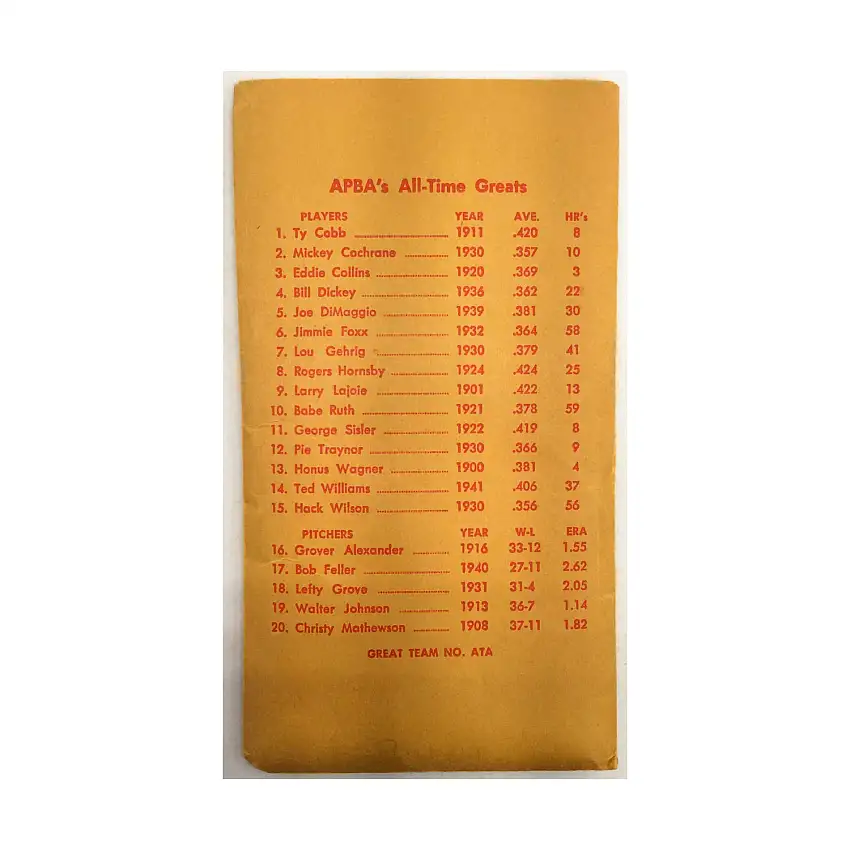 APBA's All-Time Greats
PLAYERS YEAR AVE. HR's
1. Ty Cobb 1911 .420 8
2. Mickey Cochrane 1930 .357 10
3. Eddie Collins 1920 .369 3
4. Bill Dickey 1936 .362 22
5. Joe DiMaggio 1939 .381 30
6. Jimmie Foxx 1932 .364 58
7. Lou Gehrig 1930 .379 41
8. Rogers Hornsby 1924 .424 25
9. Larry Lajoie 1901 .422 13
10. Babe Ruth 1921 .378 59
11. George Sisler 1922 .419 8
12. Pie Traynor 1930 .366 9
13. Honus Wagner 1900 .381 4
14. Ted Williams 1941 .406 37
15. Hack Wilson 1930 .356 56
PITCHERS YEAR W-L ERA
16. Grover Alexander 1916 33-12 1.55
17. Bob Feller 1940 27-11 2.62
18. Lefty Grove 1931 31-4 2.05
19. Walter Johnson 1913 36-7 1.14
20. Christy Mathewson 1908 37-11 1.82
GREAT TEAM NO. ATA